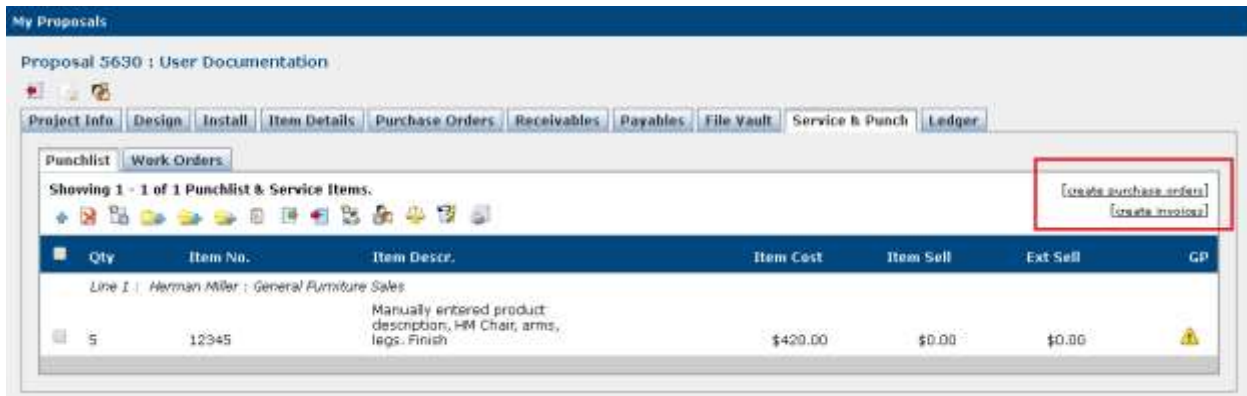 My Proposals
Proposal 5630 : User Documentation
Project Info Design Install Item Details Purchase Orders Receivables Payables File Vault Service & Punch Ledger
Punchlist Work Orders
Showing 1 - 1 of 1 Punchlist & Service Items.
[create purchase orders]
[create invoices]
Qty Item No. Item Descr. Item Cost Item Sell Ext Sell GP
Line 1 : Herman Miller : General Furniture Sales
Manually entered product
description, HM Chair, arms,
5 12345 legs. Finish $420.00 $0.00 $0.00